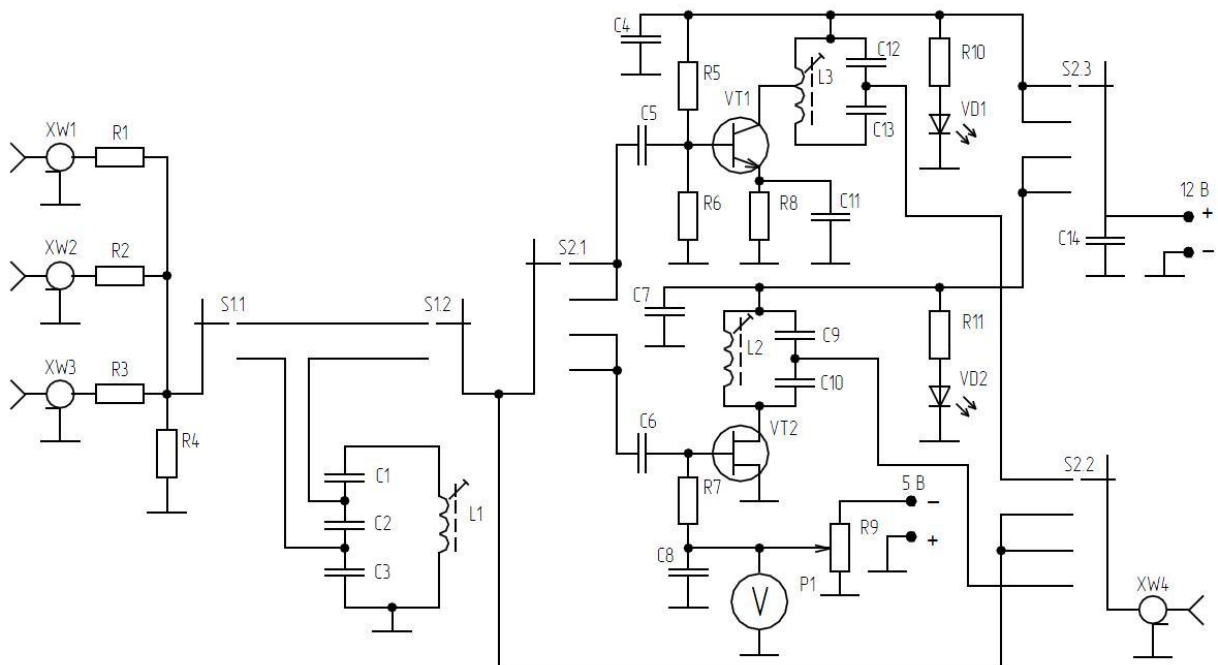 C4
R5
C12
L3
R10
S2.3
XW1
R1
C5
VT1
C13
VD1
R6
R8
C11
12 В
+
XW2
R2
S2.1
C14
–
S1.1
S1.2
C7
L2
C9
R11
XW3
R3
C10
VD2
R4
C6
VT2
S2.2
C1
R7
5 В
–
C2
L1
R9
+
C8
C3
V
P1
XW4